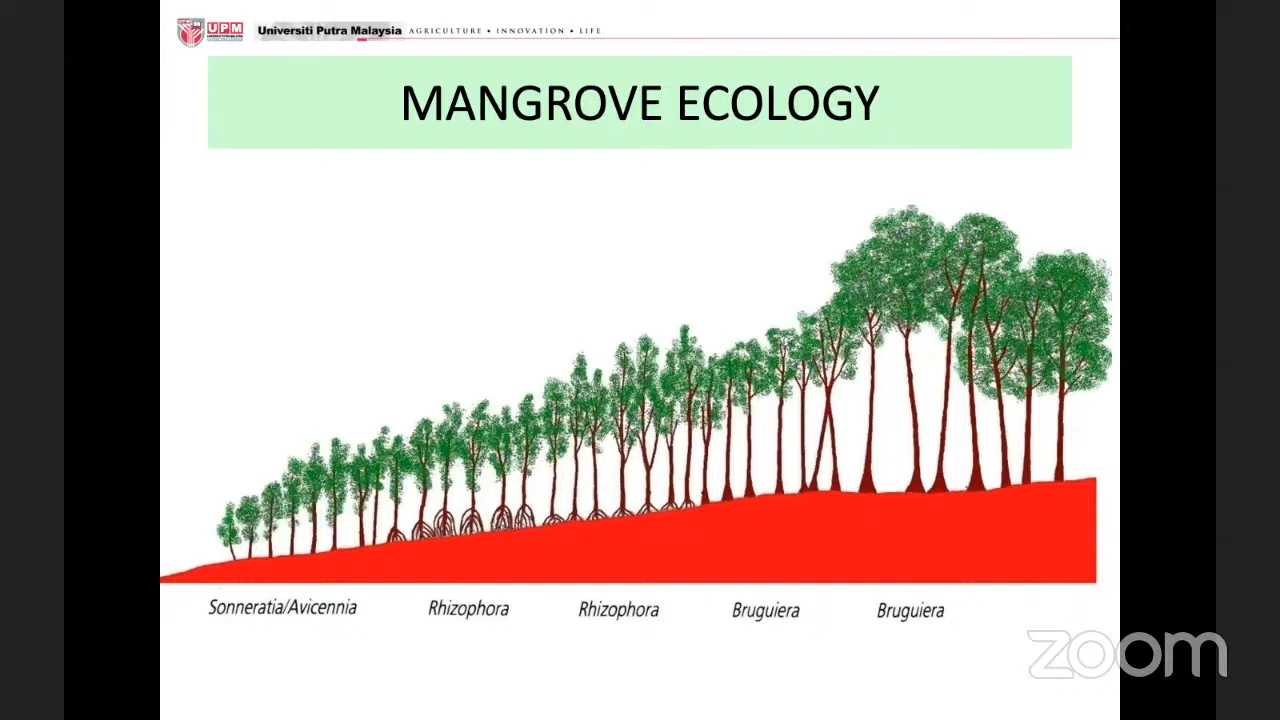 UPM
Universiti Putra Malaysia AGRICULTURE • INNOVATION • LIFE
MANGROVE ECOLOGY
Sonneratia/Avicennia Rhizophora Rhizophora Bruguiera Bruguiera
zoom